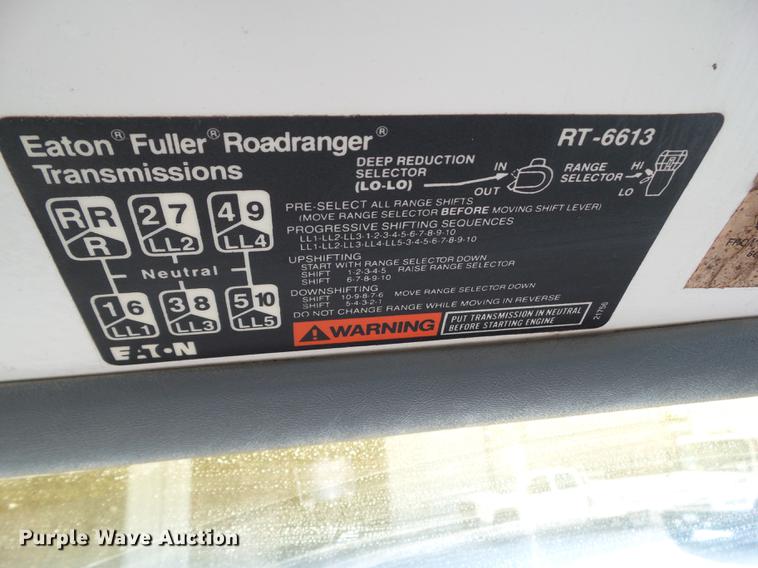 Eaton® Fuller® Roadranger®
Transmissions
RT-6613
DEEP REDUCTION
SELECTOR
(LO-LO)
IN
OUT
RANGE
SELECTOR
HI
LO
R R
R
2 7
LL2
4 9
LL4
Neutral
1 6
LL1
3 8
LL3
5 10
LL5
EATON
PRE-SELECT ALL RANGE SHIFTS
(MOVE RANGE SELECTOR BEFORE MOVING SHIFT LEVER)
PROGRESSIVE SHIFTING SEQUENCES
LL1-LL2-LL3-1-2-3-4-5-6-7-8-9-10
LL1-LL2-LL3-LL4-LL5-3-4-5-6-7-8-9-10
UPSHIFTING
START WITH RANGE SELECTOR DOWN
SHIFT 1-2-3-4-5 RAISE RANGE SELECTOR
SHIFT 6-7-8-9-10
DOWNSHIFTING
SHIFT 10-9-8-7-6 MOVE RANGE SELECTOR DOWN
SHIFT 5-4-3-2-1
DO NOT CHANGE RANGE WHILE MOVING IN REVERSE
WARNING
PUT TRANSMISSION IN NEUTRAL
BEFORE STARTING ENGINE
21756
Purple Wave Auction